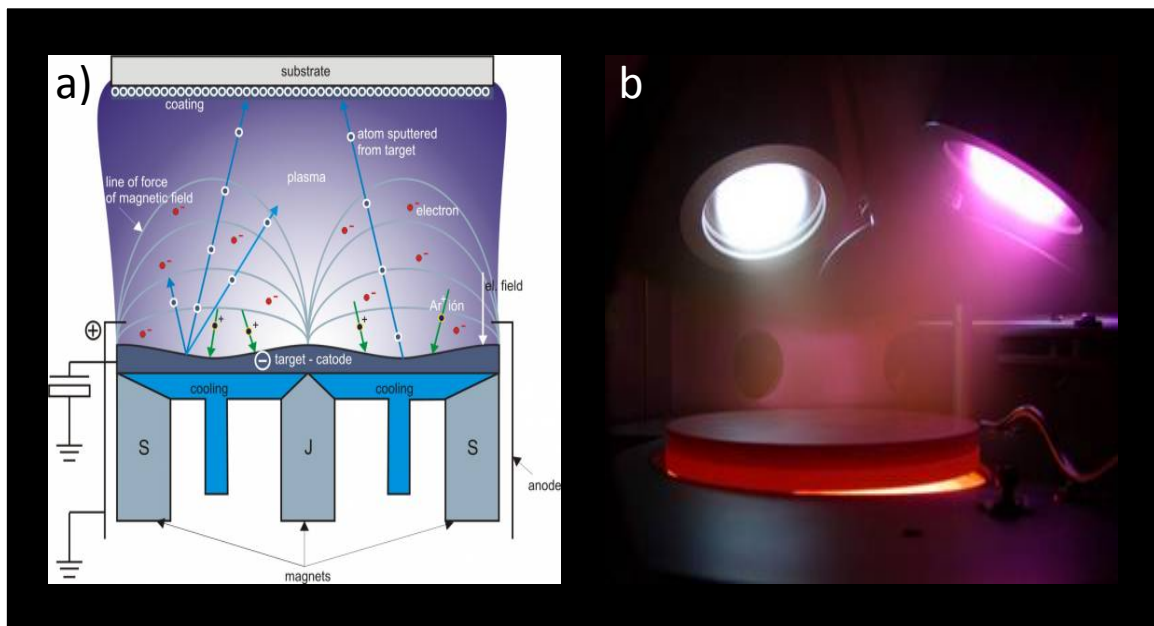 a)
substrate
coating
atom sputtered
from target
line of force
of magnetic field
plasma
-
electron
-
-
-
-
-
-
-
el. field
Ar+ ión
+
+
+
+
-
-
+
- target - catode
cooling
cooling
S
J
S
anode
magnets
b